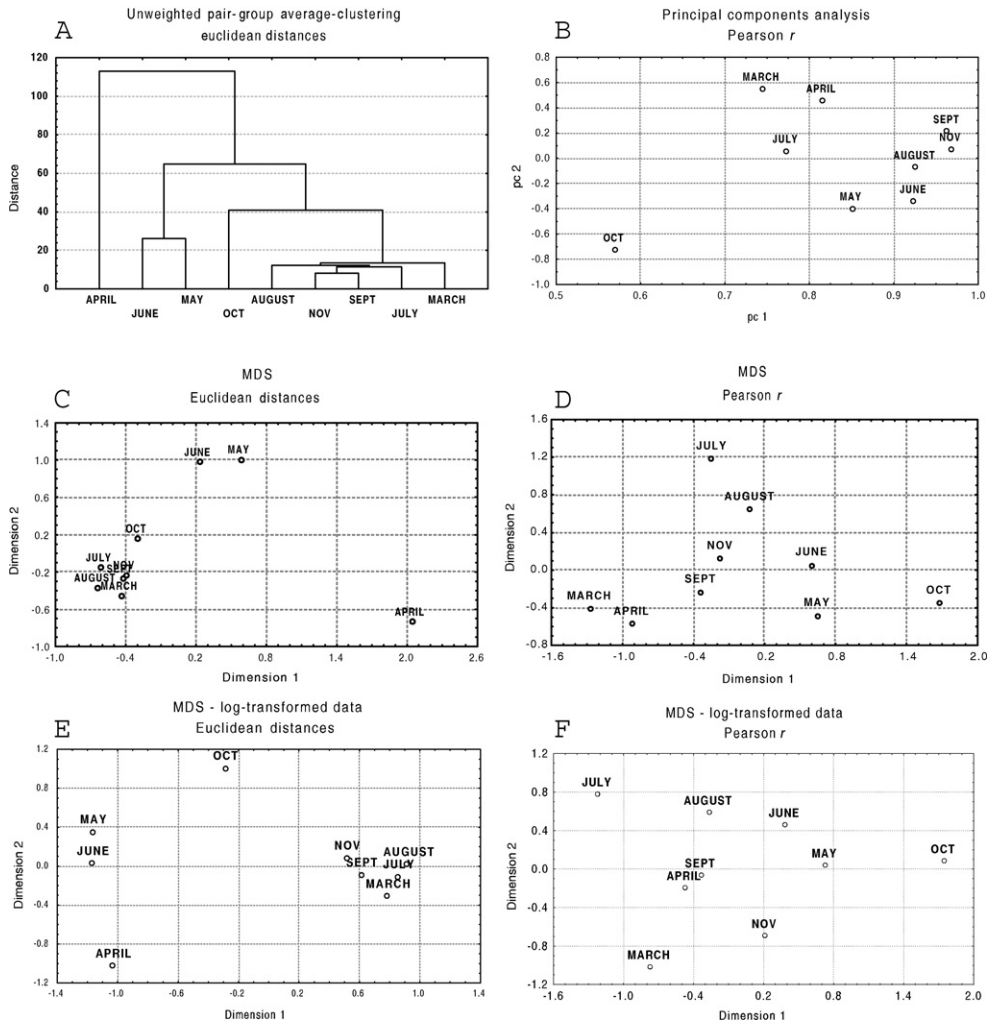 A
Unweighted pair-group average-clustering
euclidean distances
Distance
120
100
80
60
40
20
0
APRIL MAY AUGUST SEPT MARCH
JUNE OCT NOV JULY
B
Principal components analysis
Pearson r
pc 2
0.8
0.6
0.4
0.2
0.0
-0.2
-0.4
-0.6
-0.8
-1.0
MARCH
APRIL
SEPT
NOV
JULY
AUGUST
MAY
JUNE
OCT
0.5 0.6 0.7 0.8 0.9 1.0
pc 1
C
MDS
Euclidean distances
Dimension 2
1.4
1.0
0.6
0.2
-0.2
-0.6
-1.0
JUNE
MAY
OCT
JULY
NOV
SEPT
AUGUST
MARCH
APRIL
-1.0 -0.4 0.2 0.8 1.4 2.0 2.6
Dimension 1
D
MDS
Pearson r
Dimension 2
1.6
1.2
0.8
0.4
0.0
-0.4
-0.8
JULY
AUGUST
NOV
JUNE
SEPT
MARCH
APRIL
MAY
OCT
-1.6 -1.0 -0.4 0.2 0.8 1.4 2.0
Dimension 1
E
MDS - log-transformed data
Euclidean distances
Dimension 2
1.2
0.8
0.4
0.0
-0.4
-0.8
-1.2
OCT
MAY
JUNE
NOV
AUGUST
SEPT
JULY
MARCH
APRIL
-1.4 -1.0 -0.6 -0.2 0.2 0.6 1.0 1.4
Dimension 1
F
MDS - log-transformed data
Pearson r
Dimension 2
1.2
0.8
0.4
0.0
-0.4
-0.8
-1.2
JULY
AUGUST
JUNE
SEPT
APRIL
MAY
OCT
NOV
MARCH
-1.6 -1.0 -0.4 0.2 0.8 1.4 2.0
Dimension 1